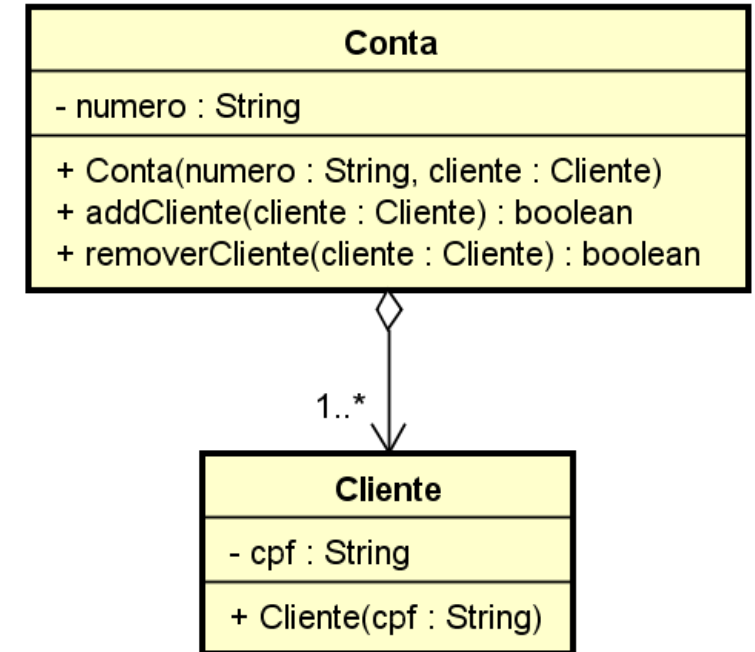 Conta
- numero : String
+ Conta(numero : String, cliente : Cliente)
+ addCliente(cliente : Cliente) : boolean
+ removerCliente(cliente : Cliente) : boolean
1..*
Cliente
- cpf : String
+ Cliente(cpf : String)